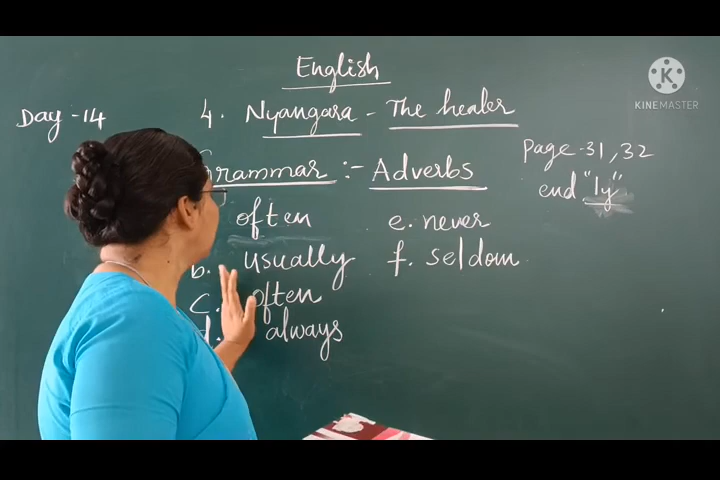 English
Day - 14
4. Nyangara - The healer
Grammar :- Adverbs
Page - 31, 32
end "ly"
often
e. never
b. usually
f. seldom
c. often
d. always
K
KINEMASTER